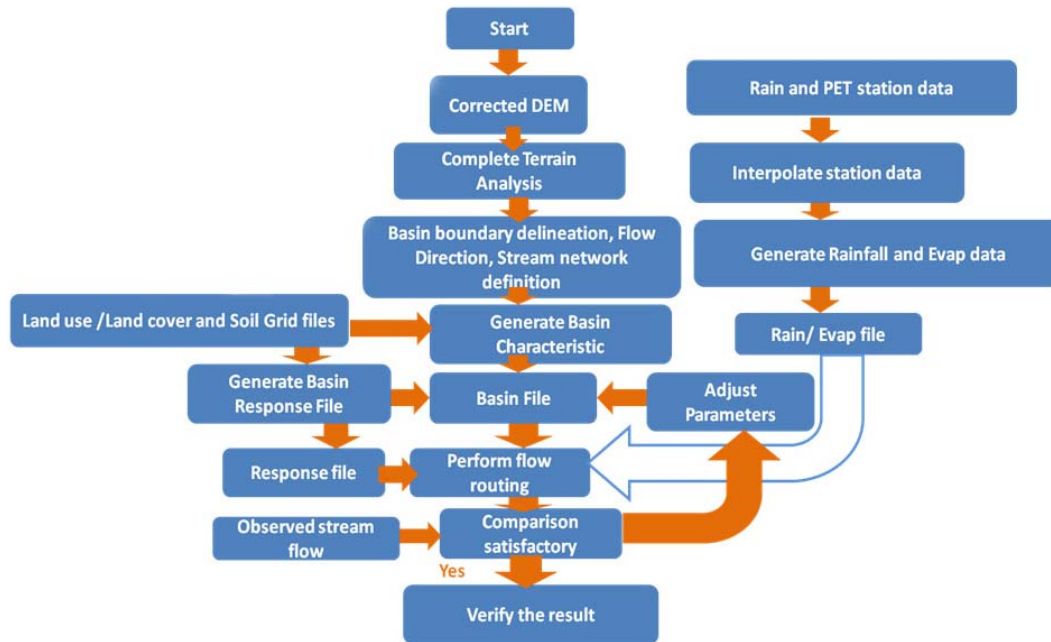 Start
Corrected DEM
Rain and PET station data
Complete Terrain
Analysis
Interpolate station data
Basin boundary delineation, Flow
Direction, Stream network
definition
Generate Rainfall and Evap data
Land use /Land cover and Soil Grid files
Generate Basin
Characteristic
Rain/ Evap file
Generate Basin
Response File
Basin File
Adjust
Parameters
Response file
Perform flow
routing
Observed stream
flow
Comparison
satisfactory
Yes
Verify the result